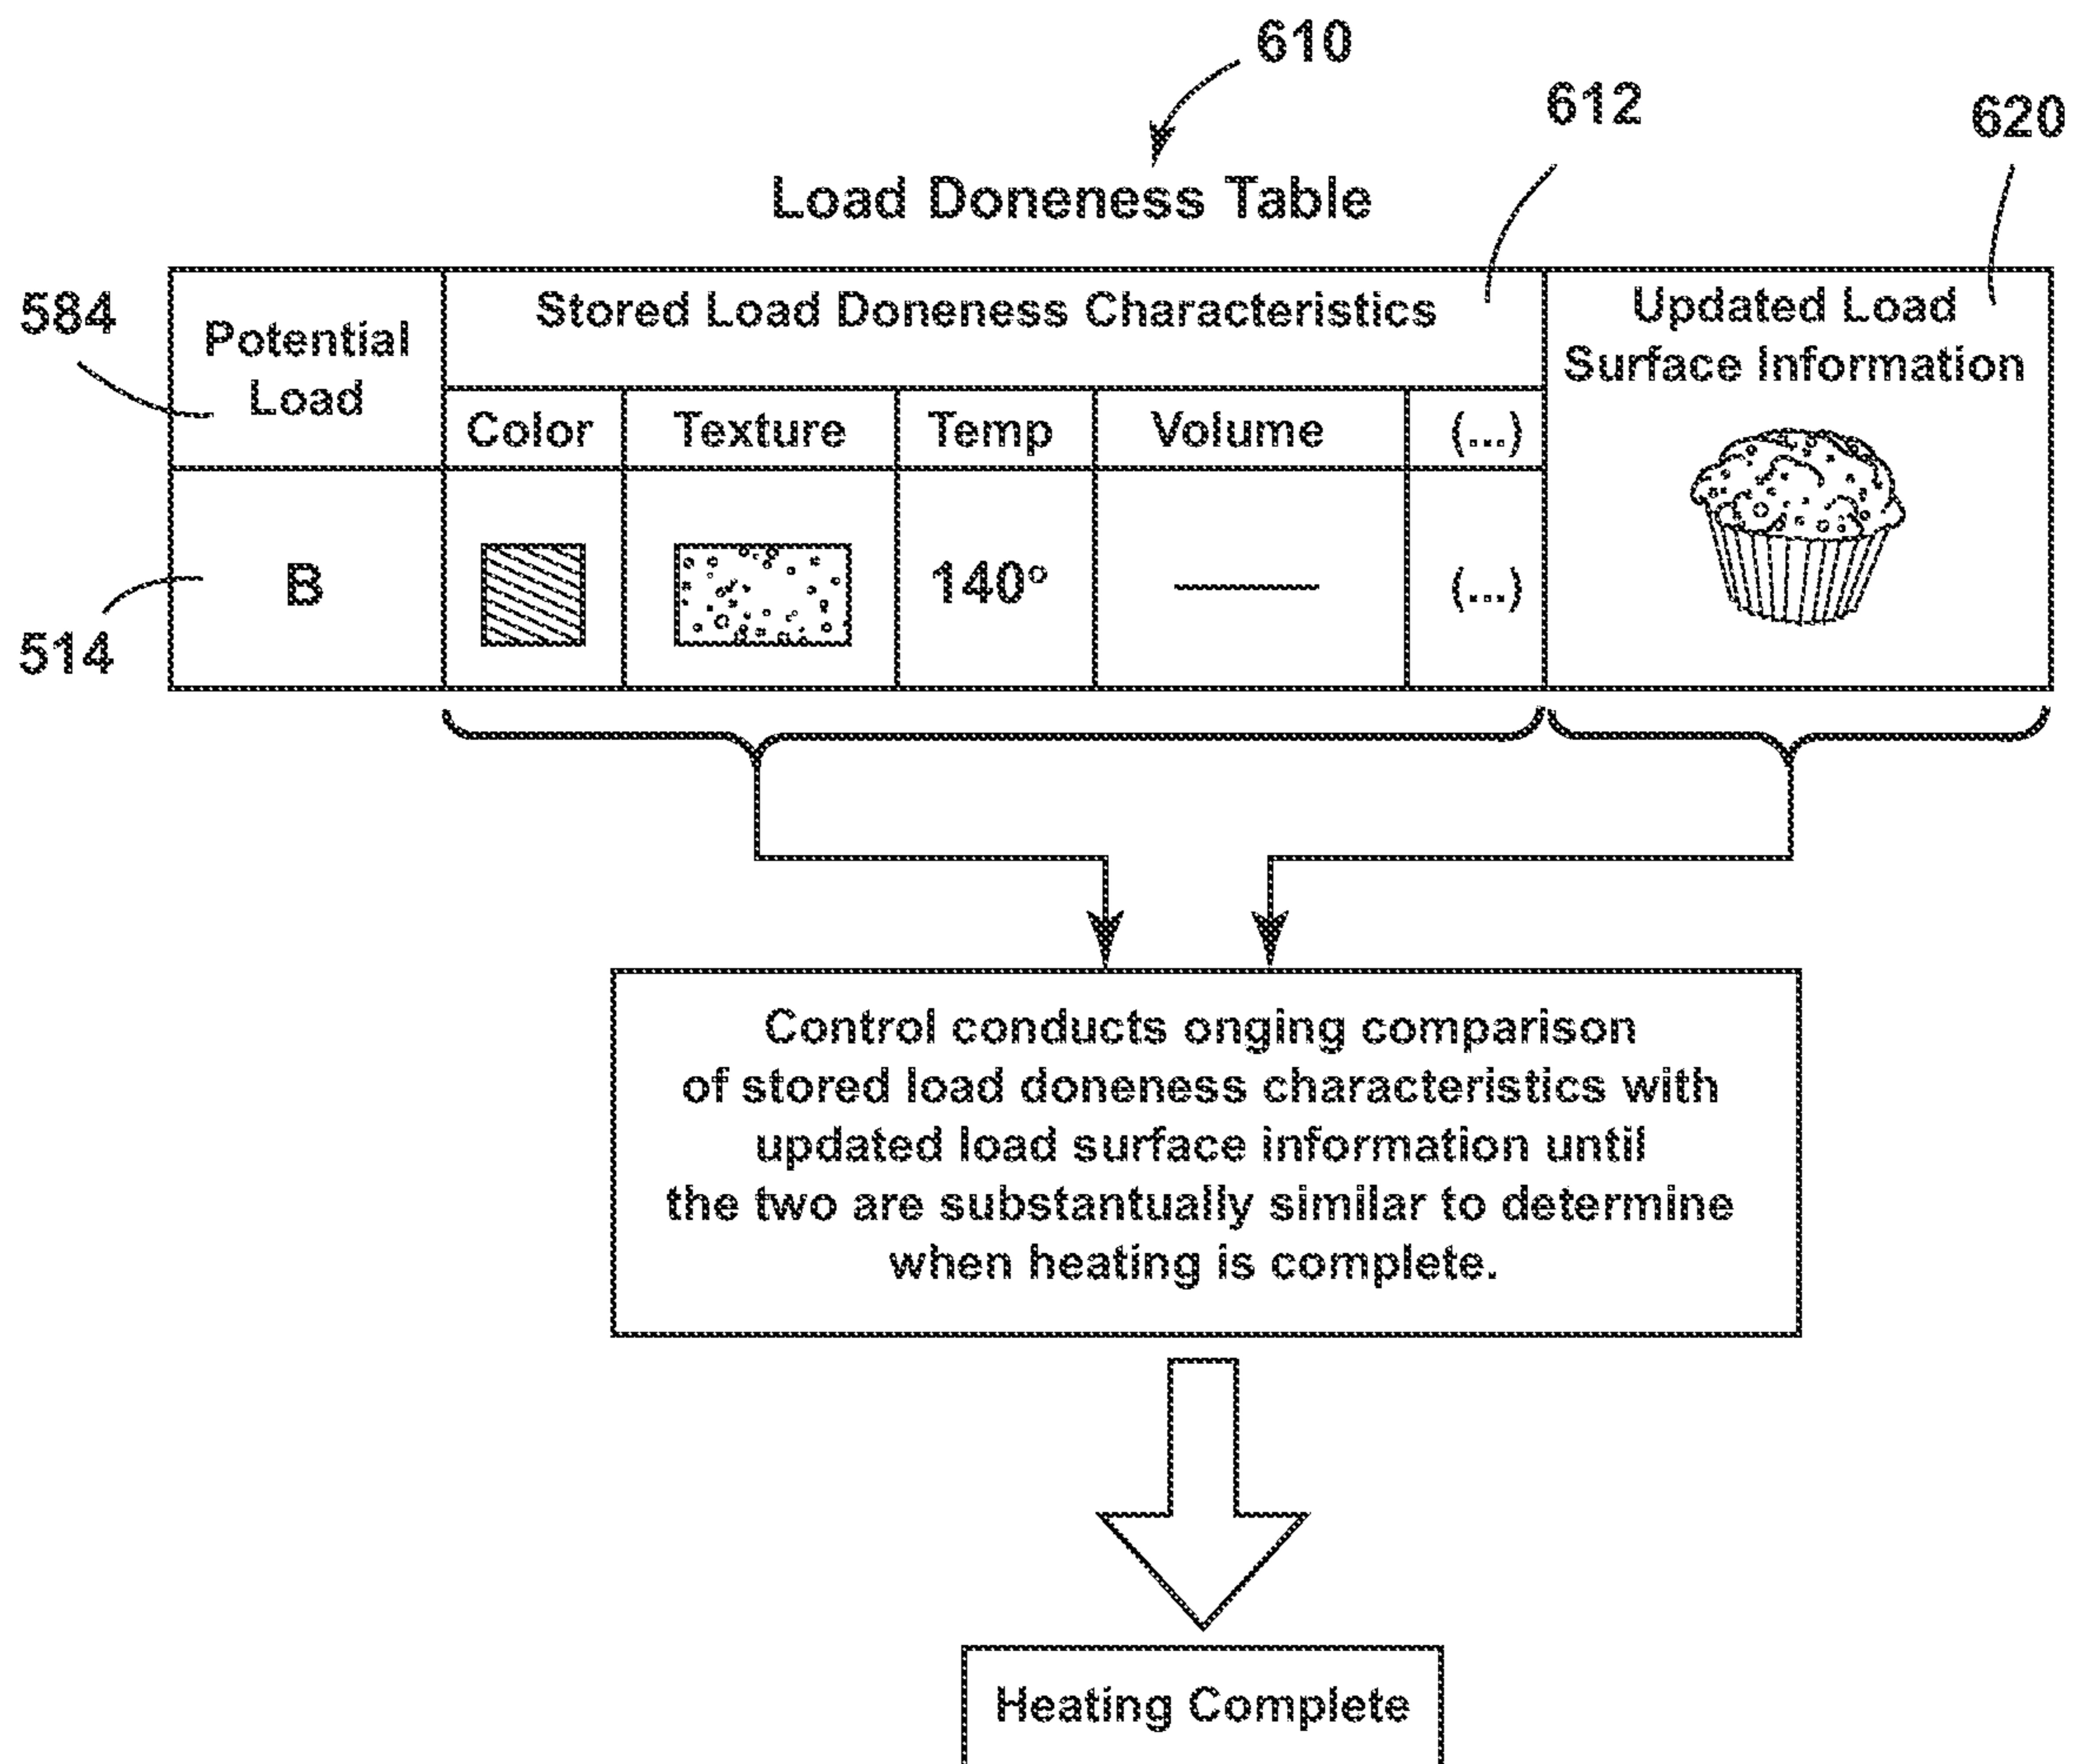 610
612
620
Load Doneness Table
584
Potential
Load
Stored Load Doneness Characteristics
Updated Load
Surface Information
Color Texture Temp Volume (...)
514
B 140° (...)
Control conducts onging comparison
of stored load doneness characteristics with
updated load surface information until
the two are substantually similar to determine
when heating is complete.
Heating Complete